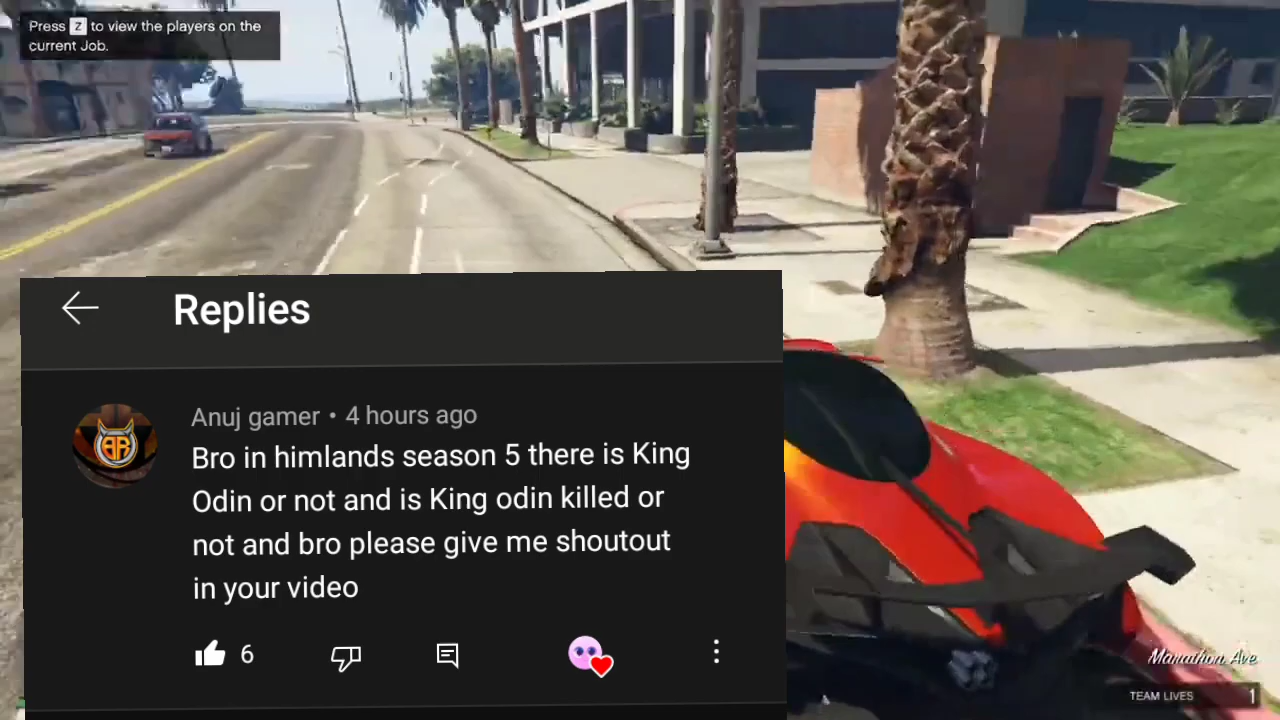 Press Z to view the players on the
current Job.
Replies
Anuj gamer • 4 hours ago
Bro in himlands season 5 there is King
Odin or not and is King odin killed or
not and bro please give me shoutout
in your video
6
BR
Marathon Ave
TEAM LIVES 1